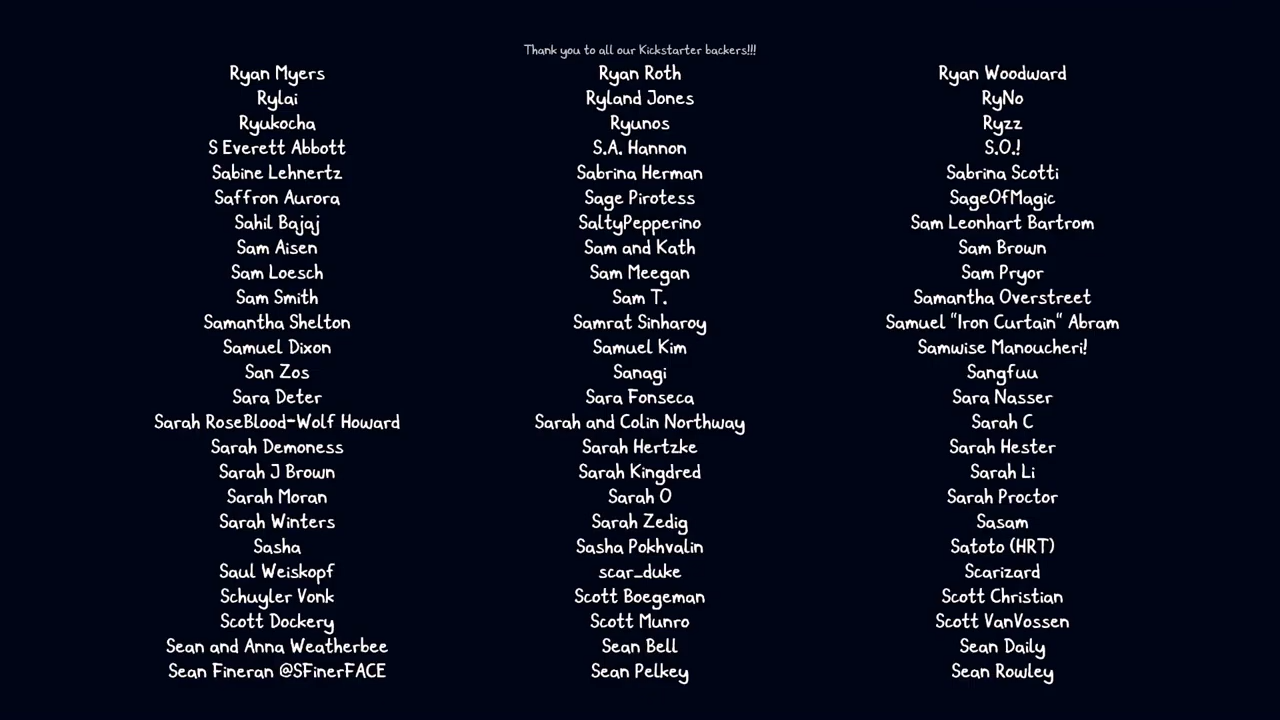 Thank you to all our Kickstarter backers!!!
Ryan Myers Ryan Roth Ryan Woodward
Rylai Ryland Jones RyNo
Ryukocha Ryunos Ryzz
S Everett Abbott S.A. Hannon S.O.!
Sabine Lehnertz Sabrina Herman Sabrina Scotti
Saffron Aurora Sage Pirotess SageOfMagic
Sahil Bajaj SaltyPepperino Sam Leonhart Bartrom
Sam Aisen Sam and Kath Sam Brown
Sam Loesch Sam Meegan Sam Pryor
Sam Smith Sam T. Samantha Overstreet
Samantha Shelton Samrat Sinharoy Samuel "Iron Curtain" Abram
Samuel Dixon Samuel Kim Samwise Manoucheri!
San Zos Sanagi Sangfuu
Sara Deter Sara Fonseca Sara Nasser
Sarah RoseBlood-Wolf Howard Sarah and Colin Northway Sarah C
Sarah Demoness Sarah Hertzke Sarah Hester
Sarah J Brown Sarah Kingdred Sarah Li
Sarah Moran Sarah O Sarah Proctor
Sarah Winters Sarah Zedig Sasam
Sasha Sasha Pokhvalin Satoto (HRT)
Saul Weiskopf scar_duke Scarizard
Schuyler Vonk Scott Boegeman Scott Christian
Scott Dockery Scott Munro Scott VanVossen
Sean and Anna Weatherbee Sean Bell Sean Daily
Sean Fineran @SFinerFACE Sean Pelkey Sean Rowley